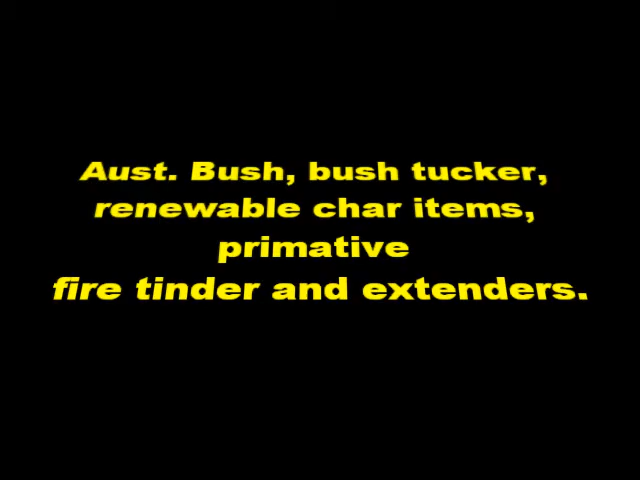 Aust. Bush, bush tucker,
renewable char items,
primative
fire tinder and extenders.